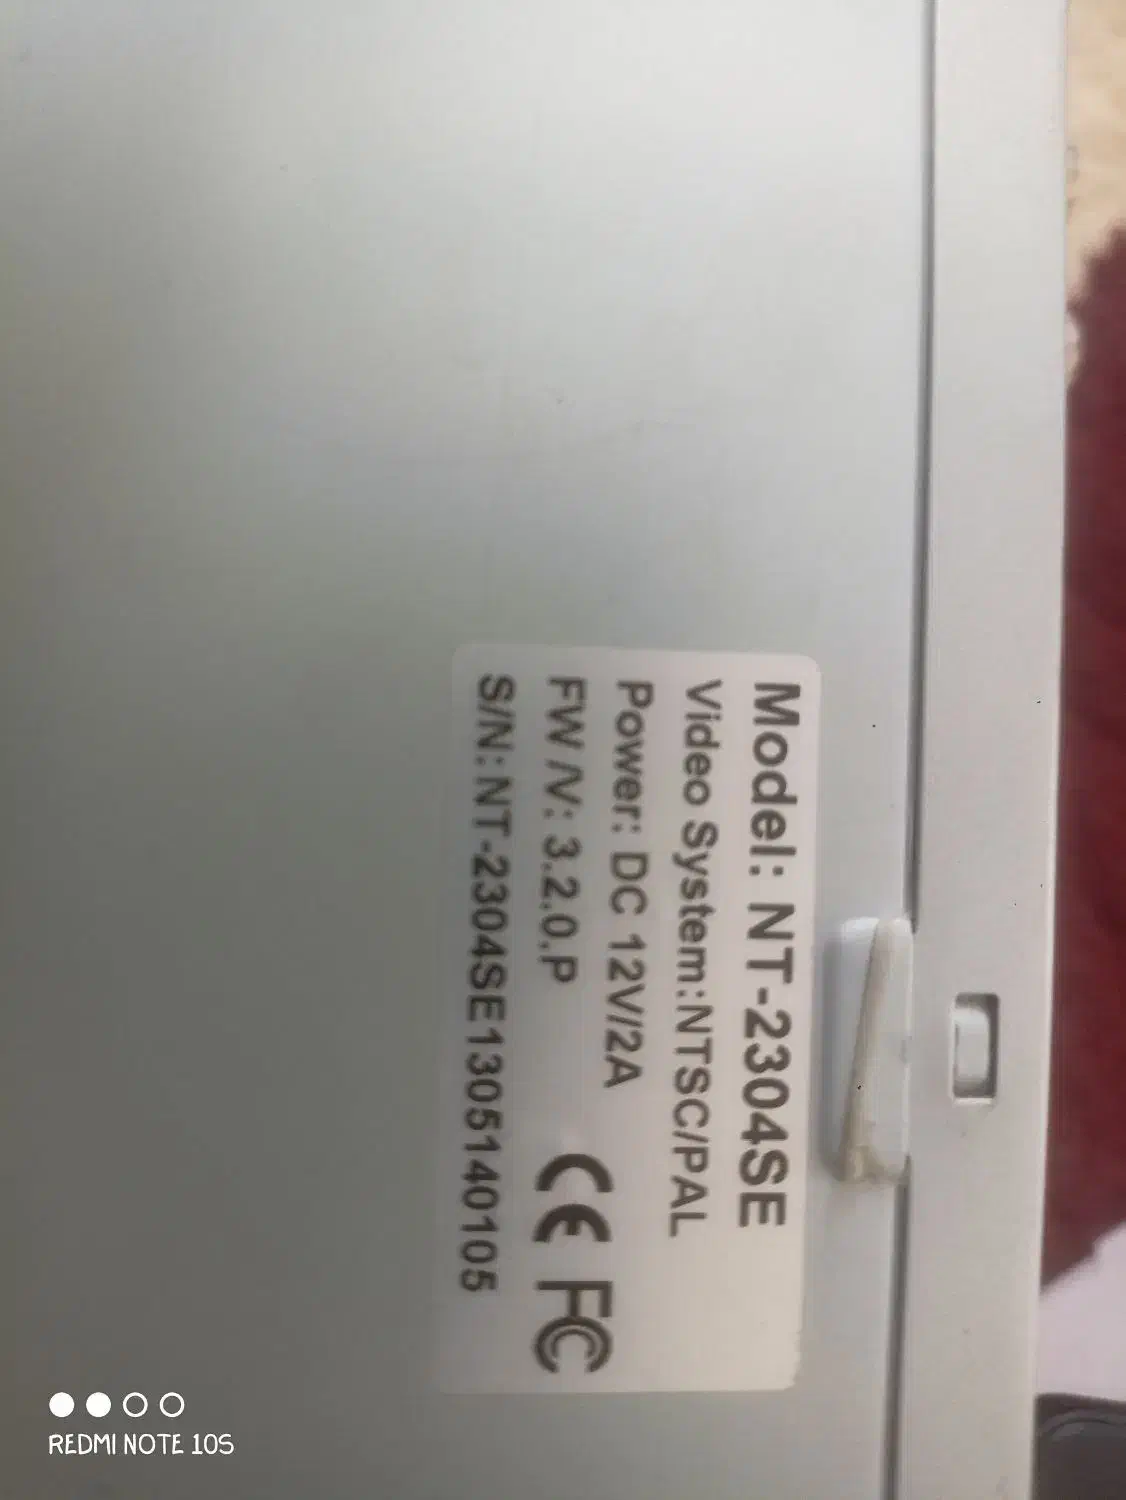 Model: NT-2304SE
Video System:NTSC/PAL
Power: DC 12V/2A
FW /V: 3.2.0.P
CE FC
S/N: NT-2304SE1305140105
REDMI NOTE 10S